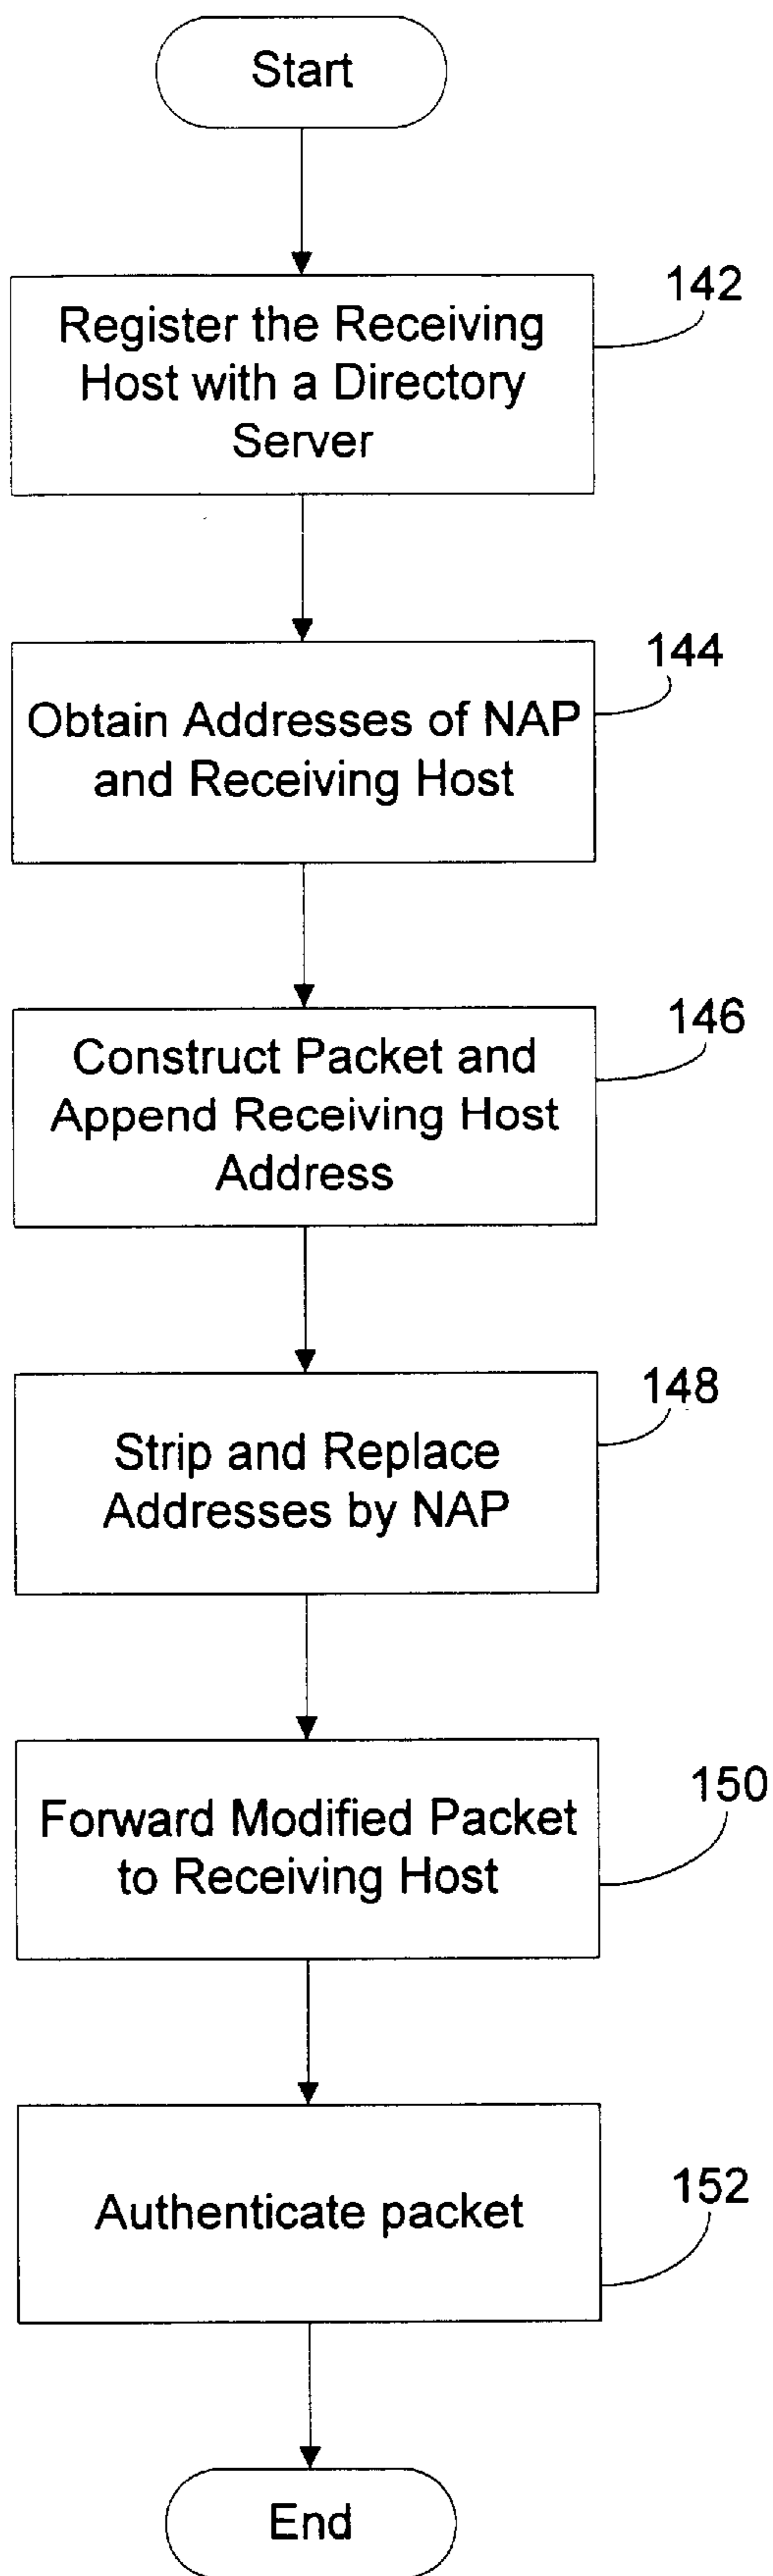 Start
142
Register the Receiving
Host with a Directory
Server
144
Obtain Addresses of NAP
and Receiving Host
146
Construct Packet and
Append Receiving Host
Address
148
Strip and Replace
Addresses by NAP
150
Forward Modified Packet
to Receiving Host
152
Authenticate packet
End